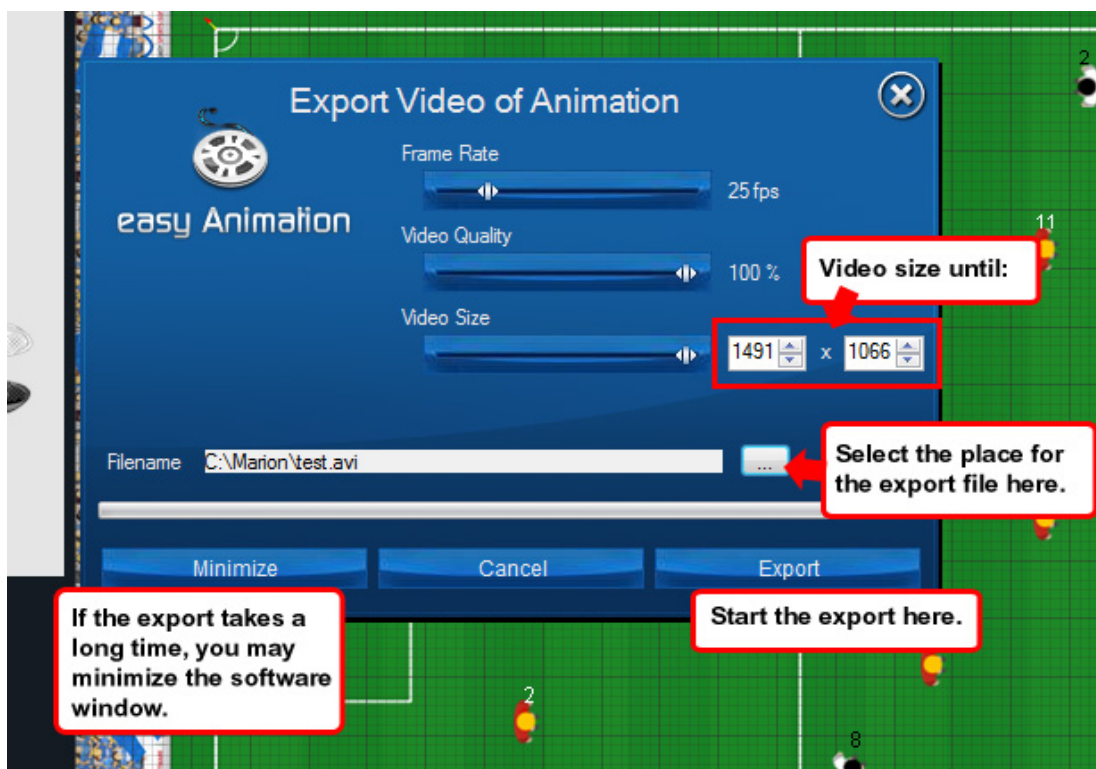 2
Export Video of Animation
easy Animation
Frame Rate
25 fps
11
Video Quality
100 %
Video size until:
Video Size
1491 x 1066
Filename C:\Marion\test.avi ...
Select the place for
the export file here.
Minimize Cancel Export
If the export takes a
long time, you may
minimize the software
window.
Start the export here.
2
8